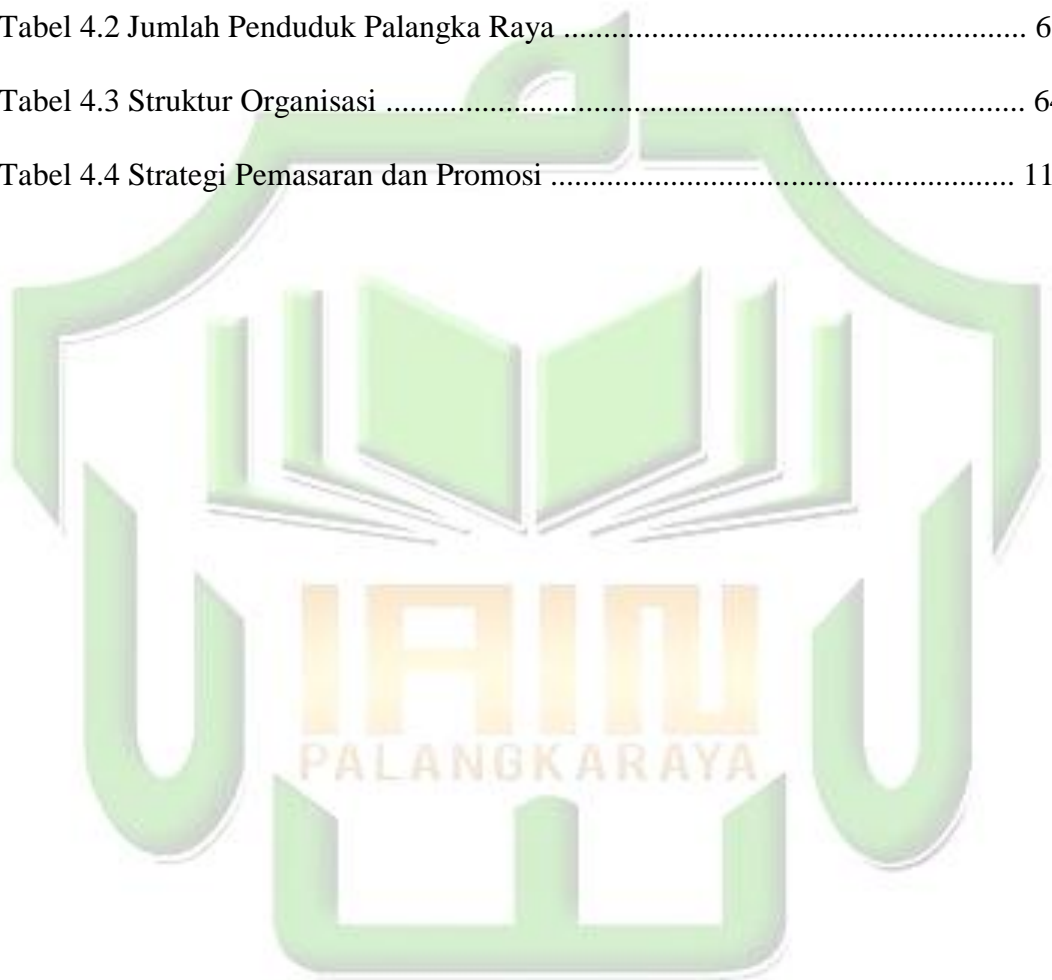 Tabel 4.2 Jumlah Penduduk Palangka Raya .......................................................... 6
Tabel 4.3 Struktur Organisasi ................................................................................ 64
Tabel 4.4 Strategi Pemasaran dan Promosi .......................................................... 11
IAIN
PALANGKARAYA